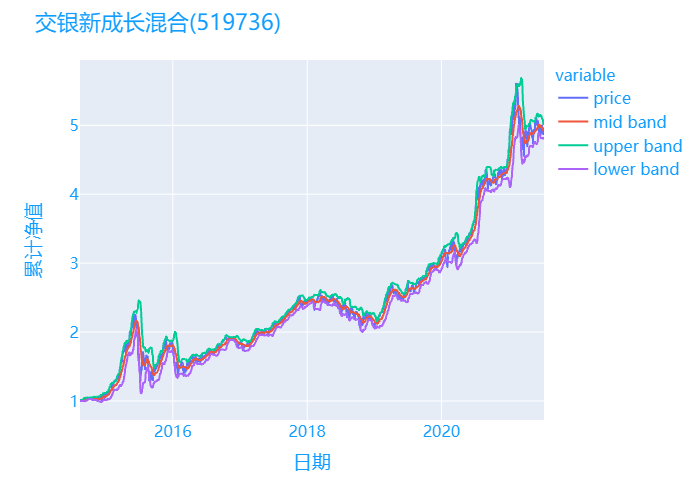 交银新成长混合(519736)
variable
price
mid band
upper band
lower band
5
4
3
2
1
累计净值
2016
2018
2020
日期